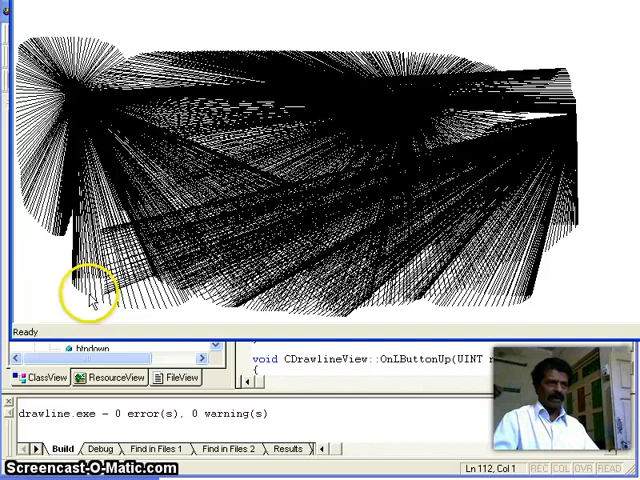 Ready
btndown
void CDrawlineView::OnLButtonUp(UINT n
{
ClassView ResourceView FileView
drawline.exe - 0 error(s), 0 warning(s)
Build Debug Find in Files 1 Find in Files 2 Results
Screencast-O-Matic.com
Ln 112, Col 1 REC COL OVR READ